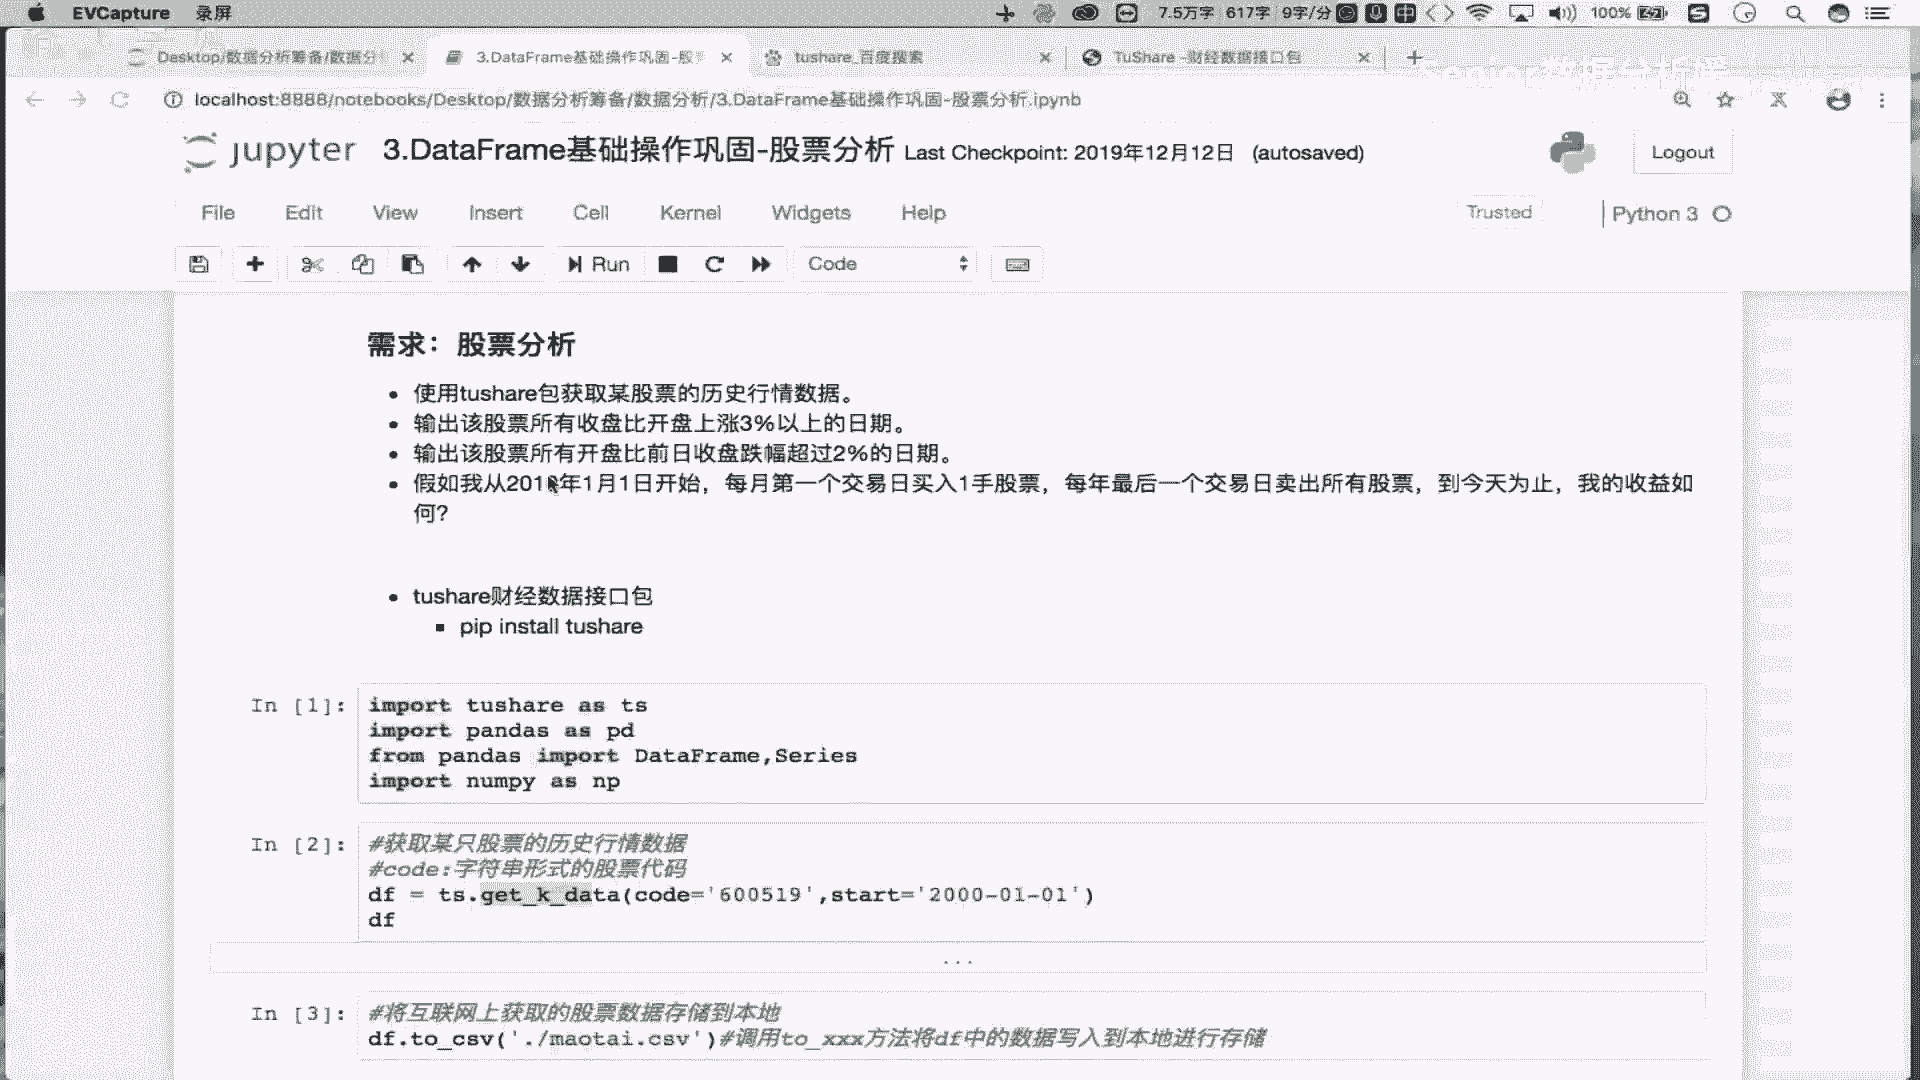 EVCapture 录屏 7.5万字 617字 9字/分 中 100%
Desktop/数据分析筹备/数据分 3.DataFrame基础操作巩固-股 tushare_百度搜索 TuShare -财经数据接口包
localhost:8888/notebooks/Desktop/数据分析筹备/数据分析/3.DataFrame基础操作巩固-股票分析.ipynb
jupyter 3.DataFrame基础操作巩固-股票分析 Last Checkpoint: 2019年12月12日 (autosaved) Logout
File Edit View Insert Cell Kernel Widgets Help Trusted Python 3
Run Code
需求：股票分析
使用tushare包获取某股票的历史行情数据。
输出该股票所有收盘比开盘上涨3%以上的日期。
输出该股票所有开盘比前日收盘跌幅超过2%的日期。
假如我从年1月1日开始，每月第一个交易日买入1手股票，每年最后一个交易日卖出所有股票，到今天为止，我的收益如
何？
tushare财经数据接口包
pip install tushare
In [1]: import tushare as ts
import pandas as pd
from pandas import DataFrame,Series
import numpy as np
In [2]: #获取某只股票的历史行情数据
#code:字符串形式的股票代码
df = ts.get_k_data(code='600519',start='2000-01-01')
df
...
In [3]: #将互联网上获取的股票数据存储到本地
df.to_csv('./maotai.csv')#调用to_xxx方法将df中的数据写入到本地进行存储